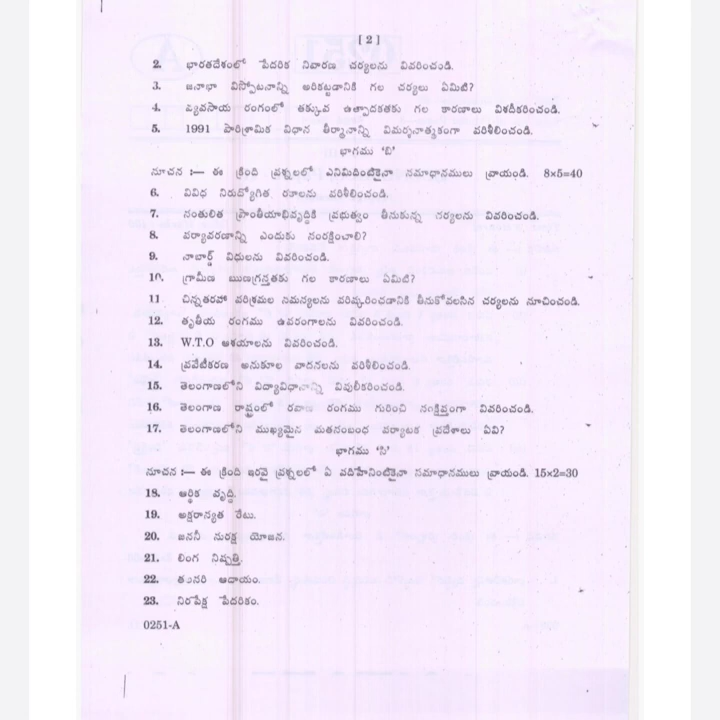 [ 2 ]
2. భారతదేశంలో పేదరిక నివారణ చర్యలను వివరించండి.
3. జనాభా విస్ఫోటనాన్ని అరికట్టడానికి గల చర్యలు ఏమిటి?
4. వ్యవసాయ రంగంలో తక్కువ ఉత్పాదకతకు గల కారణాలు విశదీకరించండి.
5. 1991 పారిశ్రామిక విధాన తీర్మానాన్ని విమర్శనాత్మకంగా పరిశీలించండి.
భాగము ‘బి’
సూచన :— ఈ క్రింది ప్రశ్నలలో ఎనిమిదింటికైనా సమాధానములు వ్రాయండి. 8x5=40
6. వివిధ నిరుద్యోగిత రకాలను పరిశీలించండి.
7. సంతులిత ప్రాంతీయాభివృద్ధికి ప్రభుత్వం తీసుకున్న చర్యలను వివరించండి.
8. పర్యావరణాన్ని ఎందుకు సంరక్షించాలి?
9. నాబార్డ్ విధులను వివరించండి.
10. గ్రామీణ ఋణగ్రస్తతకు గల కారణాలు ఏమిటి?
11 చిన్నతరహా పరిశ్రమల సమస్యలను పరిష్కరించడానికి తీసుకోవలసిన చర్యలను సూచించండి.
12. తృతీయ రంగము ఉపరంగాలను వివరించండి.
13. W.T.O ఆశయాలను వివరించండి.
14. ప్రైవేటీకరణ అనుకూల వాదనలను పరిశీలించండి.
15. తెలంగాణలోని విద్యావిధానాన్ని విపులీకరించండి.
16. తెలంగాణ రాష్ట్రంలో రవాణ రంగము గురించి సంక్షిప్తంగా వివరించండి.
17. తెలంగాణలోని ముఖ్యమైన మతసంబంధ పర్యాటక ప్రదేశాలు ఏవి?
భాగము ‘సి’
సూచన :— ఈ క్రింది ఇరవై ప్రశ్నలలో ఏ పదిహేనింటికైనా సమాధానములు వ్రాయండి. 15x2=30
18. ఆర్థిక వృద్ధి.
19. అక్షరాస్యత రేటు.
20. జననీ సురక్ష యోజన.
21. లింగ నిష్పత్తి.
22. తలసరి ఆదాయం.
23. నిరపేక్ష పేదరికం.
0251-A